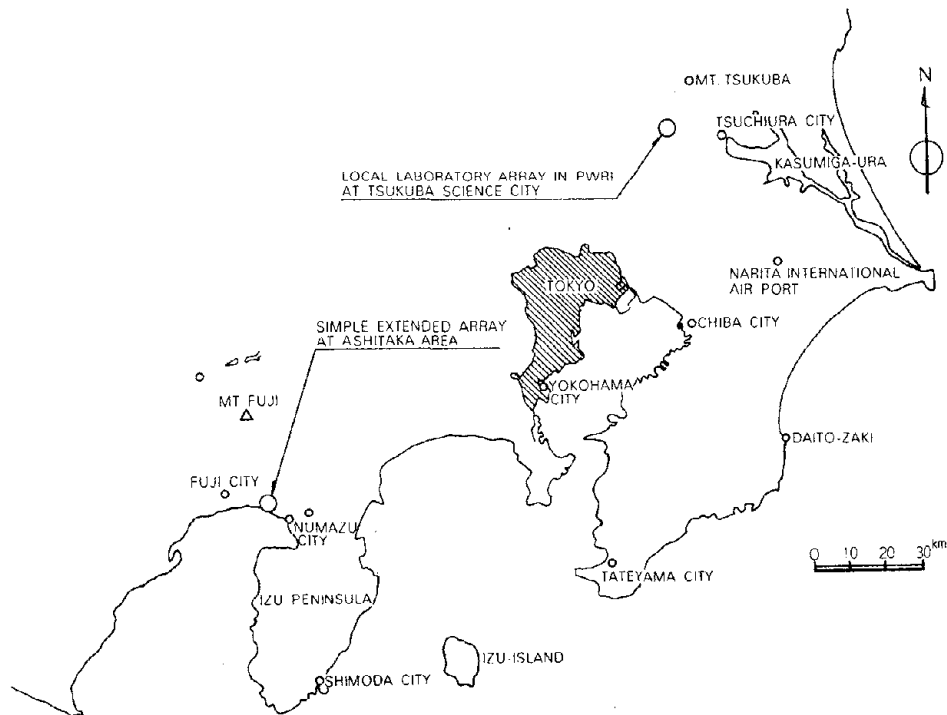 MT. TSUKUBA
N
TSUCHIURA CITY
KASUMIGA-URA
LOCAL LABORATORY ARRAY IN PWRI
AT TSUKUBA SCIENCE CITY
TOKYO
NARITA INTERNATIONAL
AIR PORT
SIMPLE EXTENDED ARRAY
AT ASHITAKA AREA
CHIBA CITY
YOKOHAMA
CITY
MT FUJI
DAITO-ZAKI
FUJI CITY
NUMAZU
CITY
0 10 20 30 km
TATEYAMA CITY
IZU PENINSULA
IZU-ISLAND
SHIMODA CITY